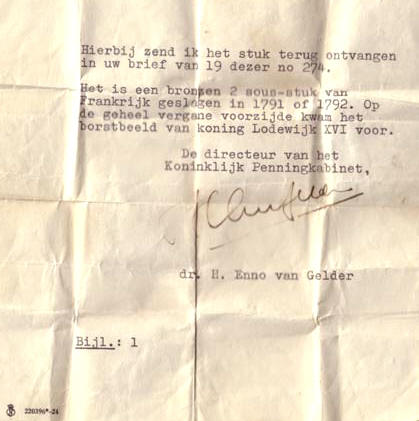 Hierbij zend ik het stuk terug ontvangen
in uw brief van 19 dezer no 274.
Het is een bronzen 2 sous-stuk van
Frankrijk geslagen in 1791 of 1792. Op
de geheel vergane voorzijde kwam het
borstbeeld van koning Lodewijk XVI voor.
De directeur van het
Koninklijk Penningkabinet,
dr. H. Enno van Gelder
Bijl.: 1
220396*-24